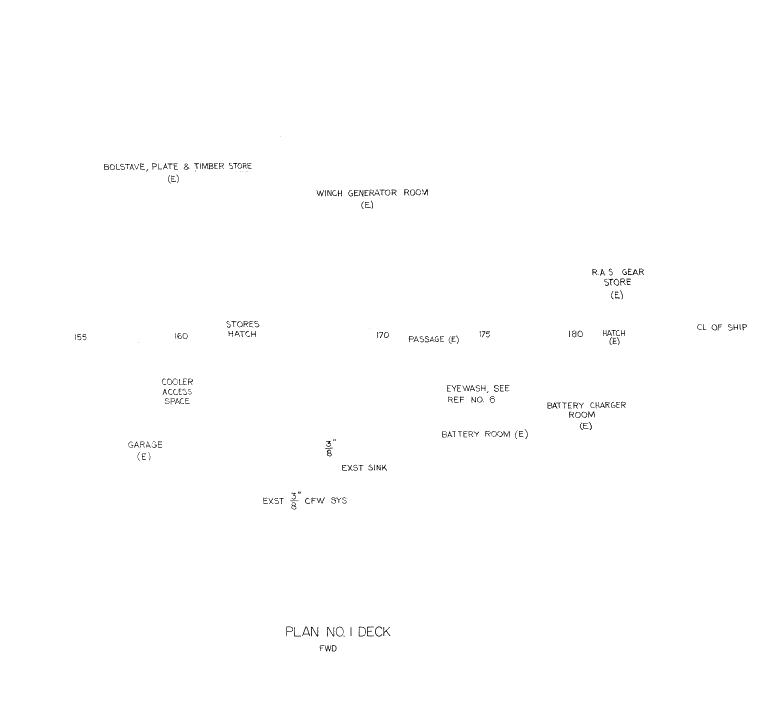 BOLSTAVE, PLATE & TIMBER STORE
(E)
WINCH GENERATOR ROOM
(E)
R.A.S GEAR
STORE
(E)
STORES
HATCH
155
160
170
PASSAGE (E)
175
180
HATCH
(E)
CL OF SHIP
COOLER
ACCESS
SPACE
EYEWASH, SEE
REF NO. 6
BATTERY CHARGER
ROOM
(E)
BATTERY ROOM (E)
GARAGE
(E)
3/8"
EXST SINK
EXST 3/8" CFW SYS
PLAN NO. 1 DECK
FWD